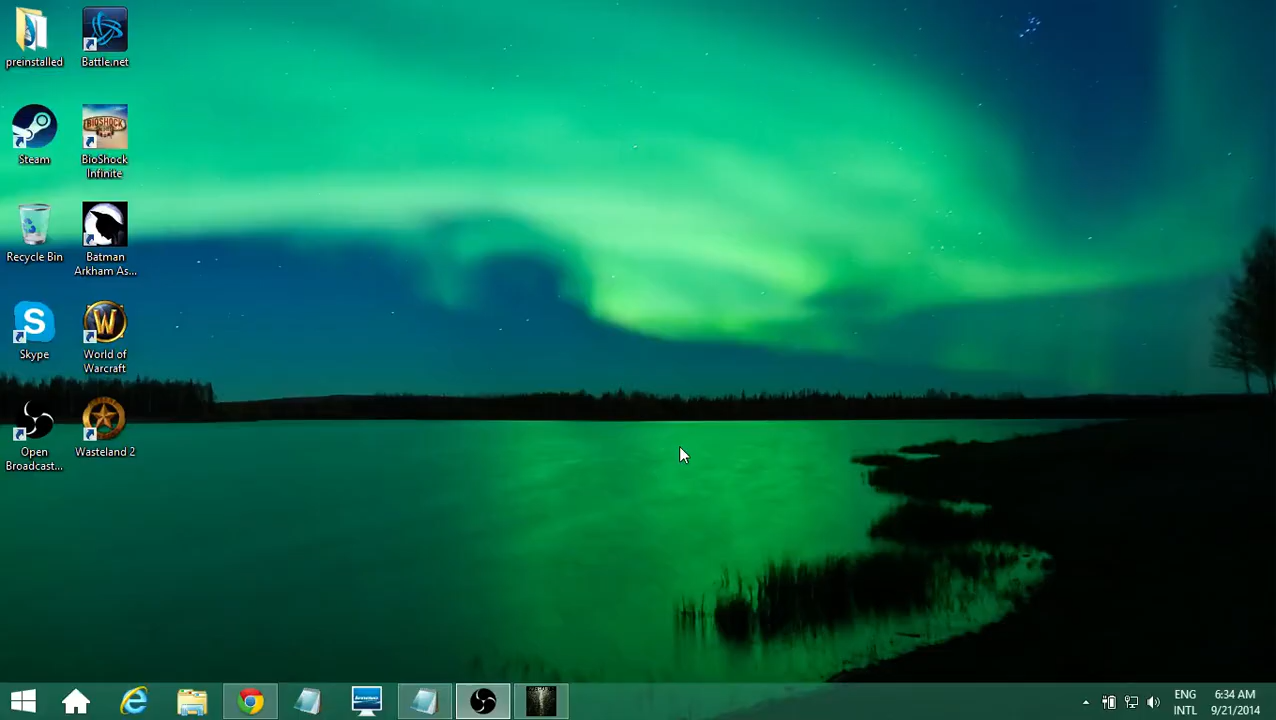 preinstalled
Battle.net
Steam
BioShock
Infinite
Recycle Bin
Batman
Arkham As...
Skype
World of
Warcraft
Open
Broadcast...
Wasteland 2
ENG
INTL
6:34 AM
9/21/2014